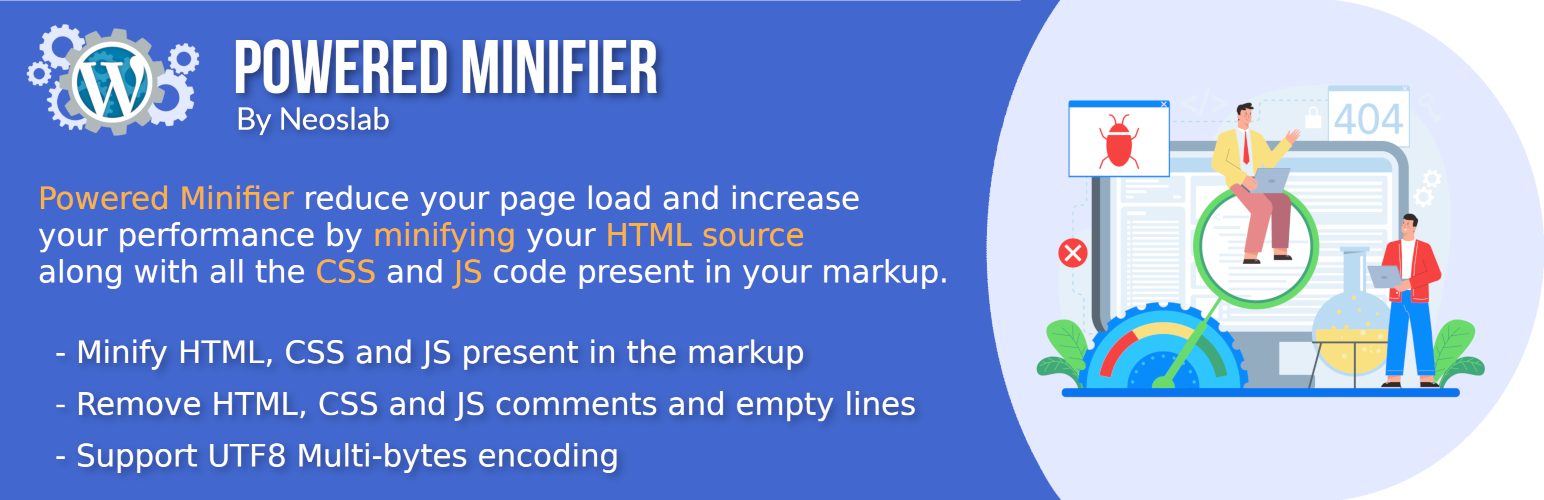 W
POWERED MINIFIER
By Neoslab
Powered Minifier reduce your page load and increase
your performance by minifying your HTML source
along with all the CSS and JS code present in your markup.
- Minify HTML, CSS and JS present in the markup
- Remove HTML, CSS and JS comments and empty lines
- Support UTF8 Multi-bytes encoding
</>
404